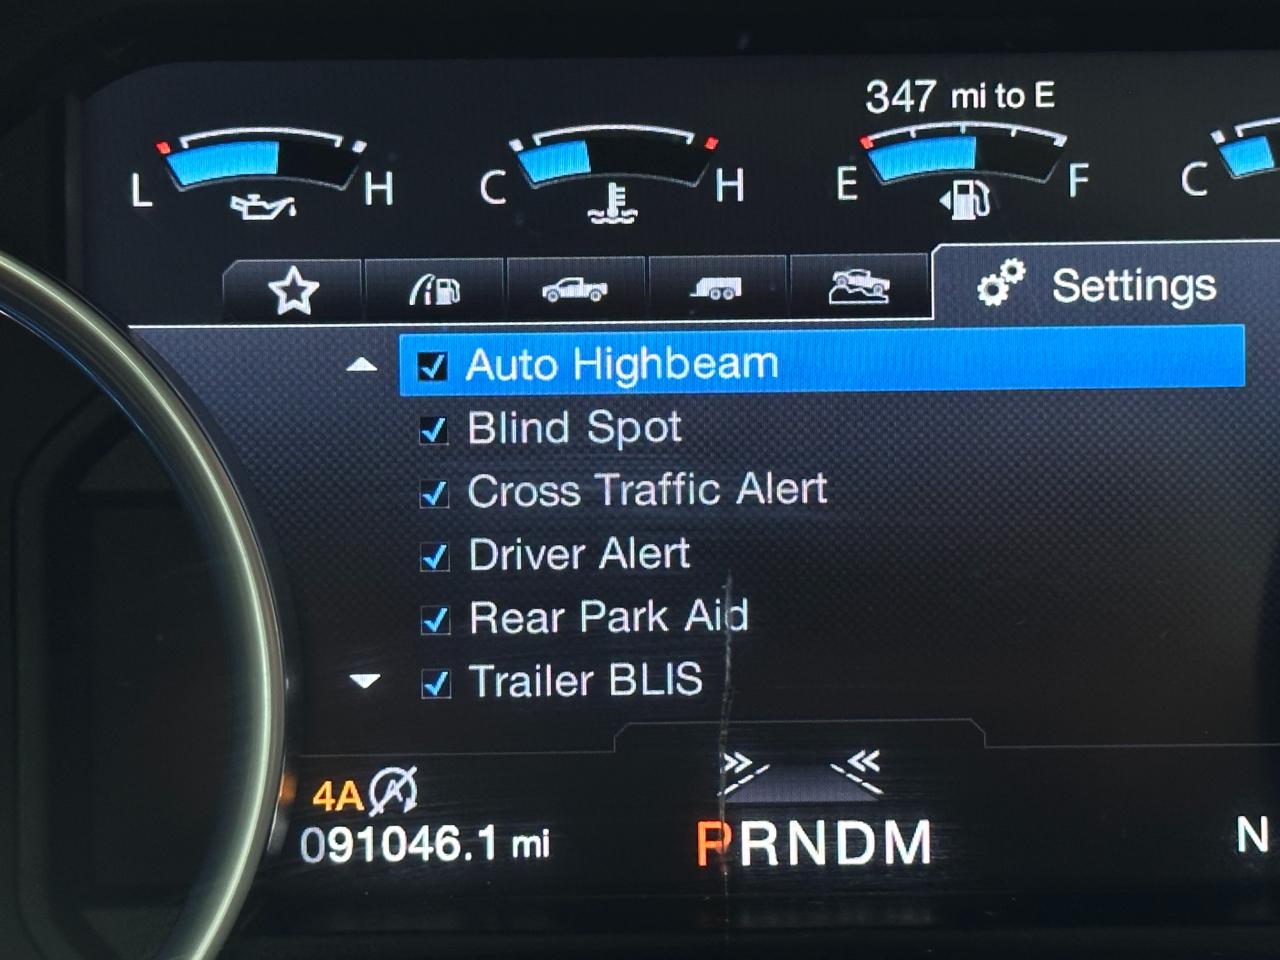 347 mi to E
L H C H E F C
Settings
Auto Highbeam
Blind Spot
Cross Traffic Alert
Driver Alert
Rear Park Aid
Trailer BLIS
4A A
091046.1 mi PRNDM N